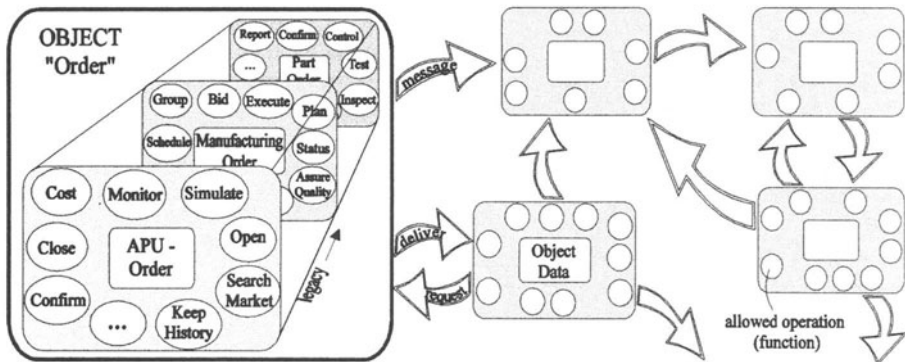 OBJECT
"Order"
Report
Confirm
Control
...
Part
Order
Test
Inspect
Group
Bid
Execute
Plan
Schedule
Manufacturing
Order
Status
Assure
Quality
Cost
Monitor
Simulate
Close
APU -
Order
Open
Confirm
...
Keep
History
Search
Market
legacy
message
deliver
request
Object
Data
allowed operation
(function)